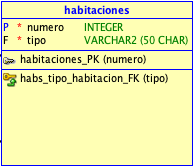 habitaciones
P * numero INTEGER
F * tipo VARCHAR2 (50 CHAR)
habitaciones_PK (numero)
habs_tipo_habitacion_FK (tipo)